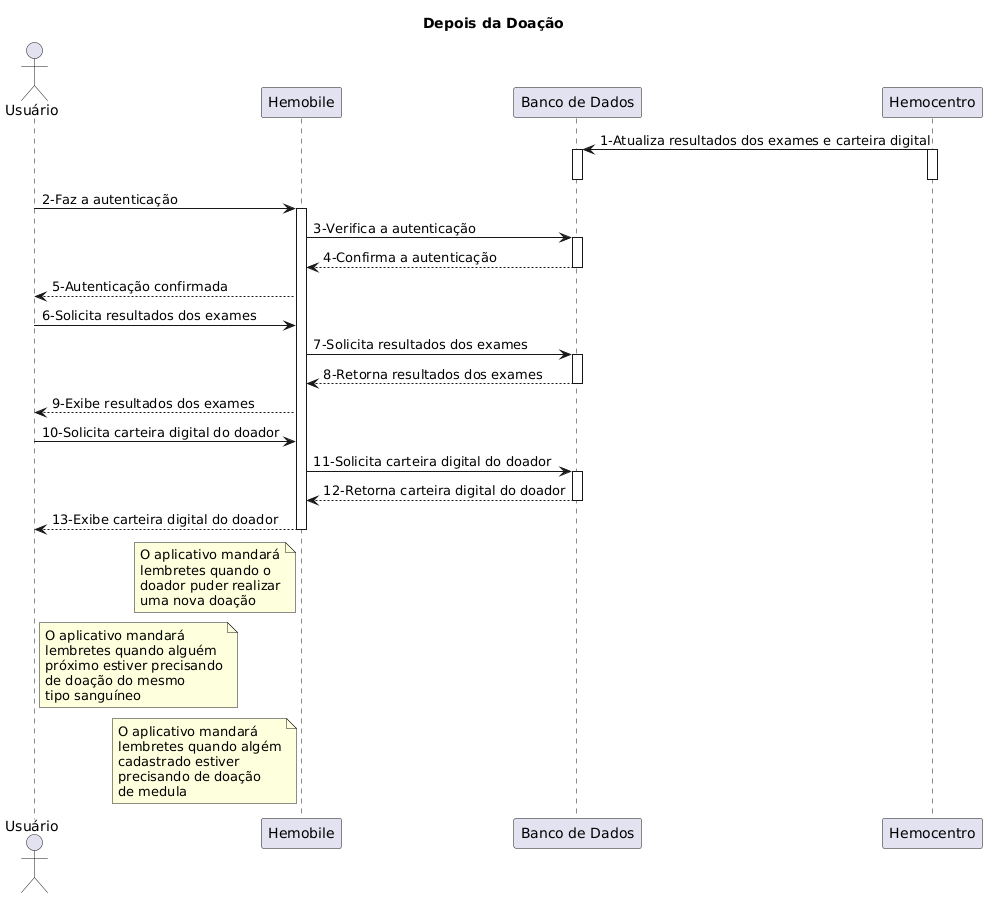 Depois da Doação
Usuário
Hemobile
Banco de Dados
Hemocentro
1-Atualiza resultados dos exames e carteira digital
2-Faz a autenticação
3-Verifica a autenticação
4-Confirma a autenticação
5-Autenticação confirmada
6-Solicita resultados dos exames
7-Solicita resultados dos exames
8-Retorna resultados dos exames
9-Exibe resultados dos exames
10-Solicita carteira digital do doador
11-Solicita carteira digital do doador
12-Retorna carteira digital do doador
13-Exibe carteira digital do doador
O aplicativo mandará
lembretes quando o
doador puder realizar
uma nova doação
O aplicativo mandará
lembretes quando alguém
próximo estiver precisando
de doação do mesmo
tipo sanguíneo
O aplicativo mandará
lembretes quando algém
cadastrado estiver
precisando de doação
de medula
Usuário
Hemobile
Banco de Dados
Hemocentro